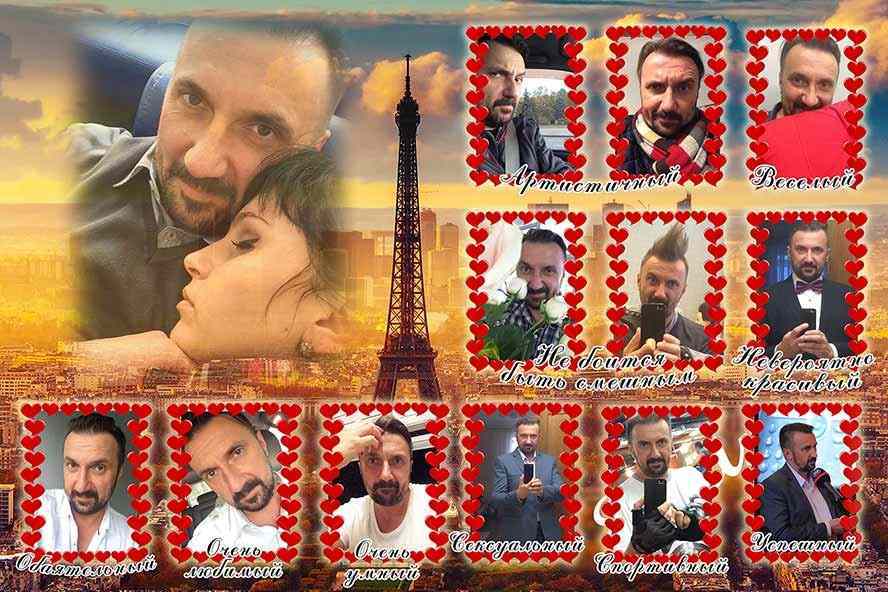 Артистичный
Веселый
Не боится
быть смешным
Невероятно
красивый
Обаятельный
Очень
любимый
Очень
умный
Сексуальный
Спортивный
Успешный